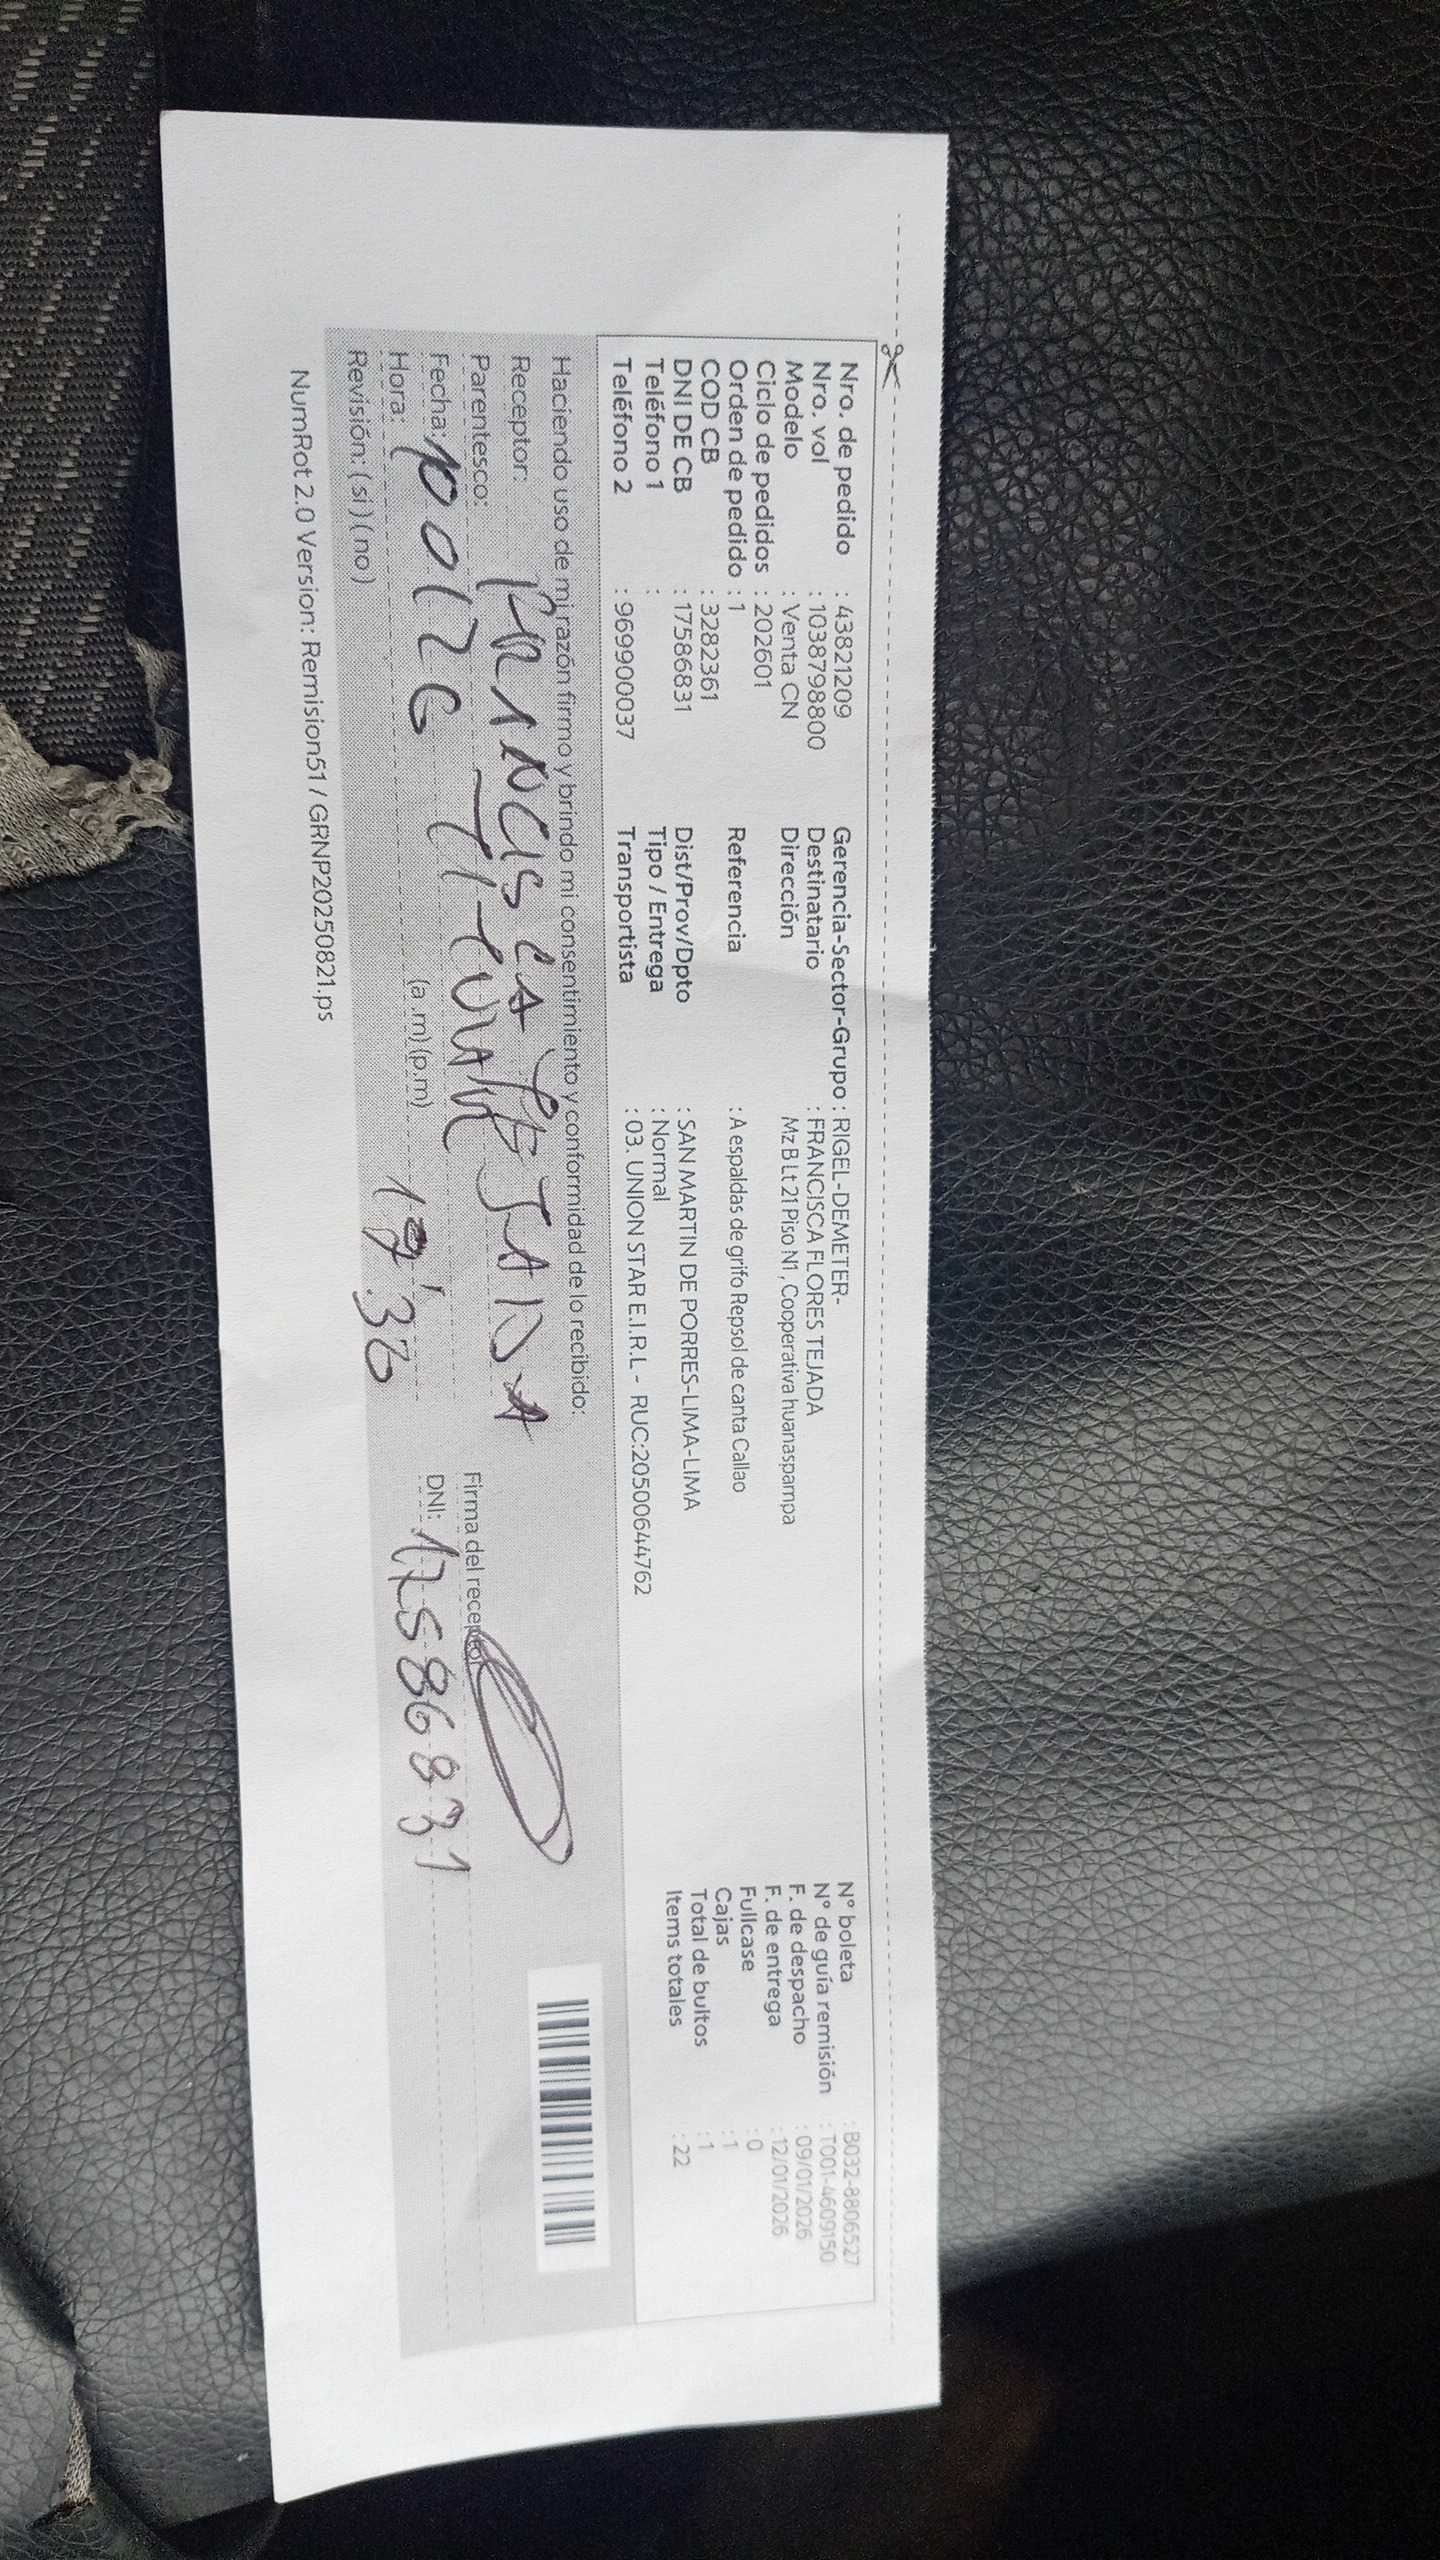 Nro. de pedido : 43821209
Nro. vol : 1038798800
Modelo : Venta CN
Ciclo de pedidos : 202601
Orden de pedido : 1
COD CB : 3282361
DNI DE CB : 17586831
Teléfono 1 :
Teléfono 2 : 969900037
Gerencia-Sector-Grupo : RIGEL-DEMETER-
Destinatario : FRANCISCA FLORES TEJADA
Dirección Mz B Lt 21 Piso N1 , Cooperativa huanaspampa
Referencia : A espaldas de grifo Repsol de canta Callao
Dist/Prov/Dpto : SAN MARTIN DE PORRES-LIMA-LIMA
Tipo / Entrega : Normal
Transportista : 03. UNION STAR E.I.R.L - RUC:20500644762
N° boleta : B032-8806527
N° de guía remisión : T001-4609150
F. de despacho : 09/01/2026
F. de entrega : 12/01/2026
Fullcase : 0
Cajas : 1
Total de bultos : 1
Items totales : 22
Haciendo uso de mi razón firmo y brindo mi consentimiento y conformidad de lo recibido:
Receptor: FRANCISCA TEJADA
Parentesco: TITULAR
Fecha:
Hora: (a.m) (p.m)
Revisión: (si) (no)
Firma del receptor
DNI: 17586831
NumRot 2.0 Version: Remision51 / GRNP20250821.ps